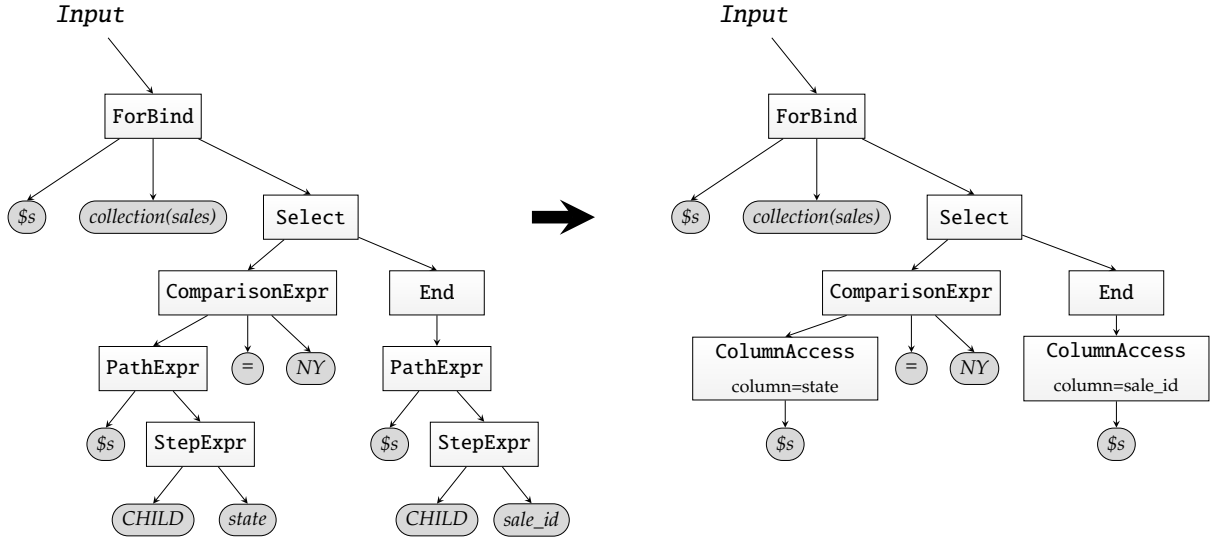 Input
ForBind
$s
collection(sales)
Select
ComparisonExpr
End
PathExpr
=
NY
PathExpr
$s
StepExpr
$s
StepExpr
CHILD
state
CHILD
sale_id
Input
ForBind
$s
collection(sales)
Select
ComparisonExpr
End
ColumnAccess
column=state
=
NY
ColumnAccess
column=sale_id
$s
$s